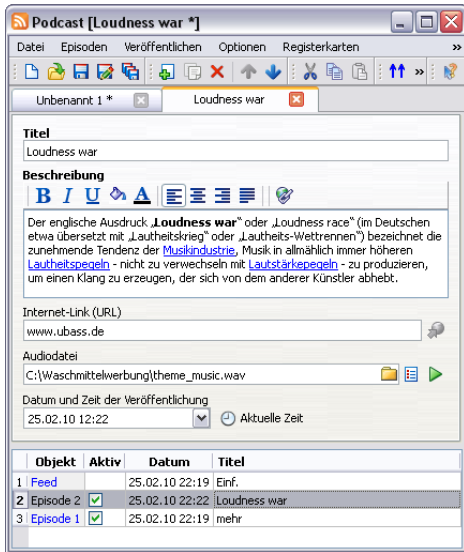 Podcast [Loudness war *]
Datei Episoden Veröffentlichen Optionen Registerkarten »
»
Unbenannt 1 * Loudness war
Titel
Loudness war
Beschreibung
B I U A
Der englische Ausdruck „Loudness war“ oder „Loudness race“ (im Deutschen
etwa übersetzt mit „Lautheitskrieg“ oder „Lautheits-Wettrennen“) bezeichnet die
zunehmende Tendenz der Musikindustrie, Musik in allmählich immer höheren
Lautheitspegeln - nicht zu verwechseln mit Lautstärkepegeln - zu produzieren,
um einen Klang zu erzeugen, der sich von dem anderer Künstler abhebt.
Internet-Link (URL)
www.ubass.de
Audiodatei
C:\Waschmittelwerbung\theme_music.wav
Datum und Zeit der Veröffentlichung
25.02.10 12:22 Aktuelle Zeit
Objekt Aktiv Datum Titel
1 Feed 25.02.10 22:19 Einf.
2 Episode 2 25.02.10 22:22 Loudness war
3 Episode 1 25.02.10 22:19 mehr